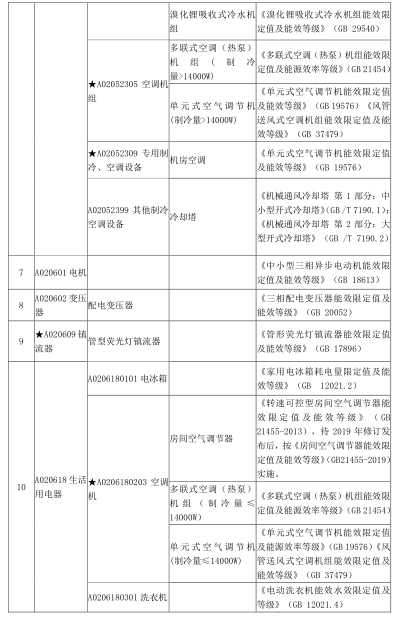 溴化锂吸收式冷水机
组
《溴化锂吸收式冷水机组能效限
定值及能效等级》（GB 29540）
★A02052305 空调机
组
多联式空调（热泵）
机组（制冷
量>14000W)
《多联式空调（热泵）机组能效限
定值及能源效率等级》（GB 21454）
单元式空气调节机
(制冷量>14000W)
《单元式空气调节机能效限定值
及能效等级》（GB 19576）《风管
送风式空调机组能效限定值及能
效等级》（GB 37479）
★A02052309 专用制
冷、空调设备
机房空调
《单元式空气调节机能效限定值
及能效等级》（GB 19576）
A02052399 其他制冷
空调设备
冷却塔
《机械通风冷却塔 第 1 部分：中
小型开式冷却塔》（GB /T 7190.1）；
《机械通风冷却塔 第 2 部分：大
型开式冷却塔》（GB /T 7190.2）
7
A020601 电机
《中小型三相异步电动机能效限
定值及能效等级》（GB 18613）
8
A020602 变压
器
配电变压器
《三相配电变压器能效限定值及
能效等级》（GB 20052）
9
★A020609 镇
流器
管型荧光灯镇流器
《管形荧光灯镇流器能效限定值
及能效等级》（GB 17896）
10
A020618 生活
用电器
A0206180101 电冰箱
《家用电冰箱耗电量限定值及能
效等级》（GB 12021.2）
★A0206180203 空调
机
房间空气调节器
《转速可控型房间空气调节器能
效限定值及能效等级》（GB
21455-2013），待 2019 年修订发
布后，按《房间空气调节器能效限
定值及能效等级》（GB21455-2019）
实施。
多联式空调（热泵）
机组（制冷量≤
14000W）
《多联式空调（热泵）机组能效限
定值及能源效率等级》（GB 21454）
单元式空气调节机
(制冷量≤14000W)
《单元式空气调节机能效限定值
及能源效率等级》（GB 19576）《风
管送风式空调机组能效限定值及
能效等级》（GB 37479）
A0206180301 洗衣机
《电动洗衣机能效水效限定值及
等级》（GB 12021.4）